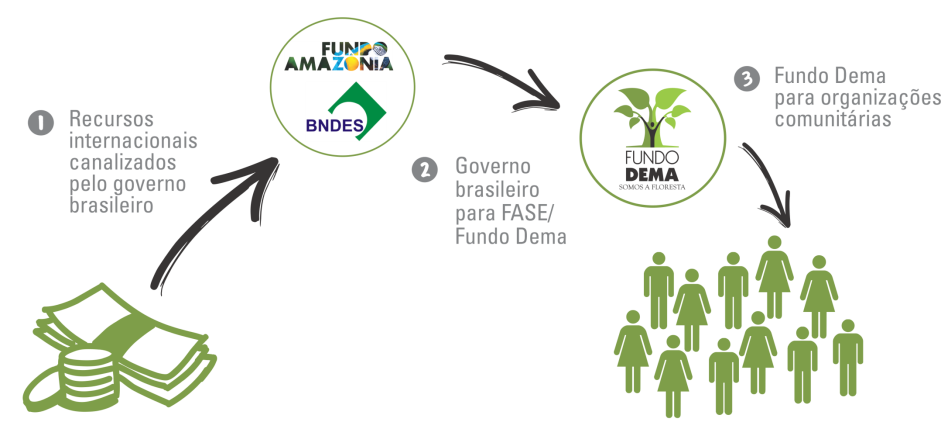 1 Recursos
internacionais
canalizados
pelo governo
brasileiro
FUNDO
AMAZÔNIA
BNDES
2 Governo
brasileiro
para FASE/
Fundo Dema
FUNDO
DEMA
SOMOS A FLORESTA
3 Fundo Dema
para organizações
comunitárias